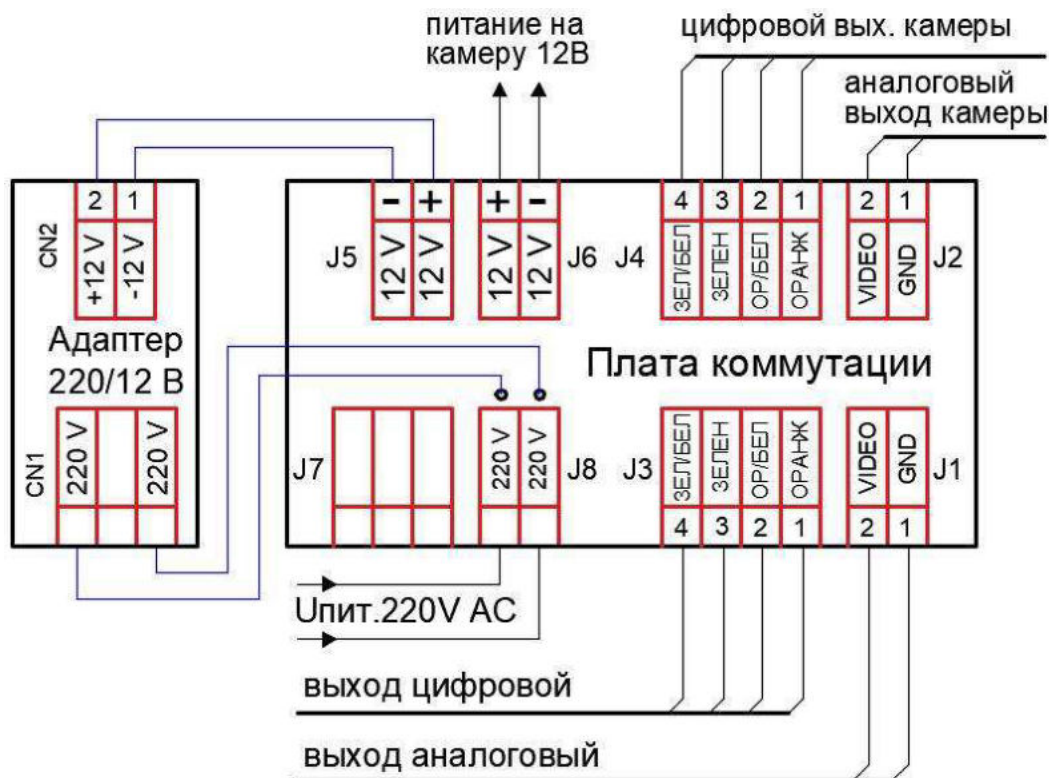 питание на
камеру 12В
цифровой вых. камеры
аналоговый
выход камеры
2 1
CN2
+12 V -12 V
Адаптер
220/12 В
CN1
220 V 220 V
- + + -
J5 12 V 12 V 12 V 12 V J6
4 3 2 1
J4 ЗЕЛ/БЕЛ ЗЕЛЕН ОР/БЕЛ ОРАНЖ
2 1
VIDEO GND J2
Плата коммутации
J7
220 V 220 V J8
J3 ЗЕЛ/БЕЛ ЗЕЛЕН ОР/БЕЛ ОРАНЖ
4 3 2 1
VIDEO GND J1
2 1
Uпит.220V AC
выход цифровой
выход аналоговый